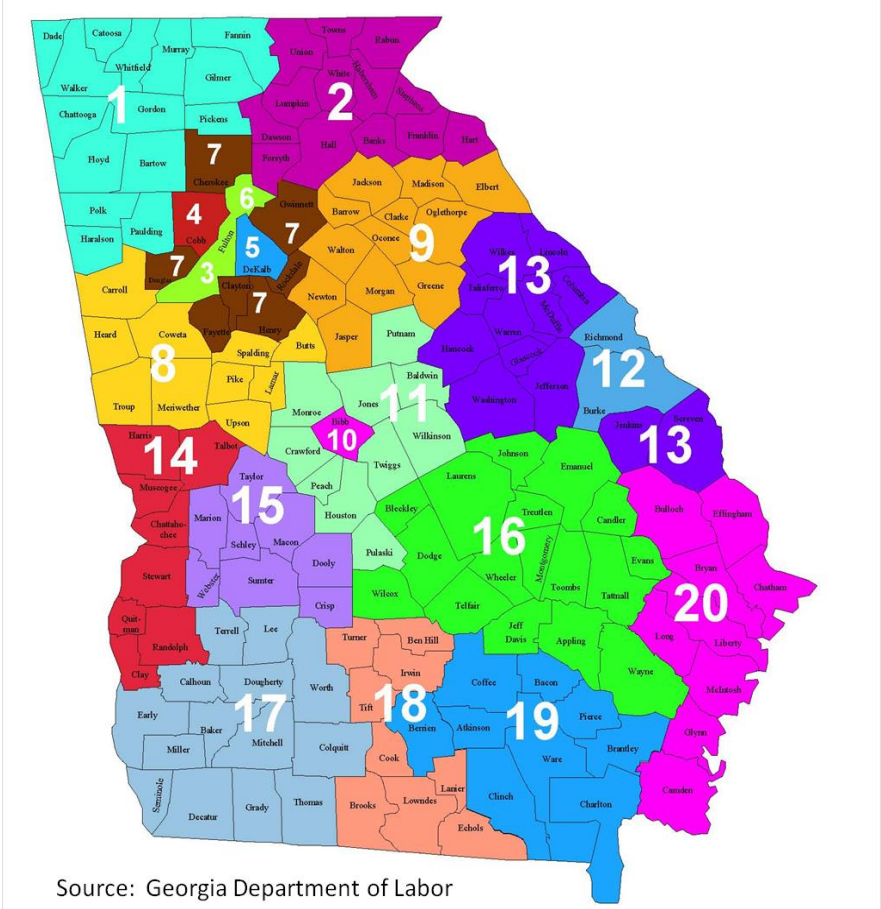 Dade
Catoosa
Fannin
Towns
Rabun
Murray
Union
Whitfield
Gilmer
White
Habersham
Walker
1
2
Stephens
Lumpkin
Chattooga
Gordon
Pickens
Dawson
Hall
Banks
Franklin
Hart
Floyd
Bartow
7
Forsyth
Cherokee
Jackson
Madison
Elbert
6
Polk
4
Gwinnett
Barrow
Clarke
Oglethorpe
Haralson
Paulding
Cobb
Fulton
5
7
Walton
Oconee
9
Wilkes
Lincoln
7
3
DeKalb
13
Douglas
Carroll
Clayton
Rockdale
Newton
Morgan
Greene
Taliaferro
Columbia
7
McDuffie
Heard
Coweta
Fayette
Henry
Jasper
Putnam
Warren
Richmond
8
Spalding
Butts
Hancock
Glascock
12
Troup
Meriwether
Pike
Lamar
Baldwin
Washington
Jefferson
Burke
Monroe
Jones
11
Upson
Bibb
10
Wilkinson
Jenkins
Screven
13
Harris
14
Talbot
Crawford
Twiggs
Johnson
Emanuel
Muscogee
Taylor
15
Peach
Laurens
Bulloch
Effingham
Chattaho-
chee
Marion
Houston
Bleckley
Treutlen
Candler
Schley
Macon
16
Pulaski
Dodge
Montgomery
Evans
Stewart
Webster
Sumter
Dooly
Wheeler
Toombs
Tattnall
Bryan
Chatham
Crisp
Wilcox
Telfair
20
Quit-
man
Terrell
Lee
Turner
Ben Hill
Jeff
Davis
Appling
Long
Liberty
Randolph
Clay
Calhoun
Dougherty
Worth
Irwin
Coffee
Bacon
Wayne
McIntosh
Early
17
Tift
18
19
Pierce
Baker
Mitchell
Berrien
Atkinson
Glynn
Miller
Colquitt
Cook
Ware
Brantley
Seminole
Lanier
Camden
Decatur
Grady
Thomas
Brooks
Lowndes
Clinch
Charlton
Echols
Source: Georgia Department of Labor